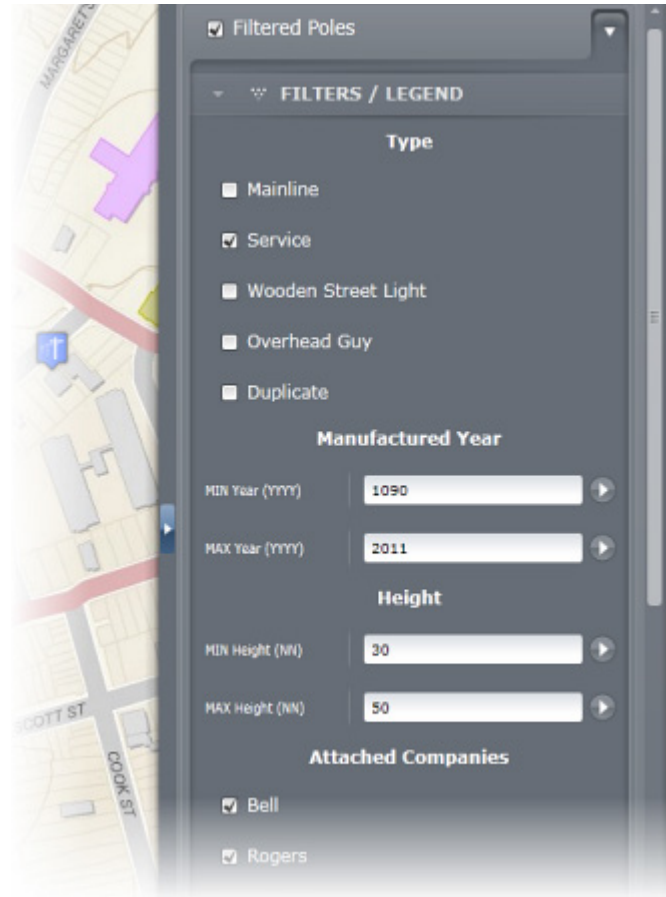 MARGARET
Filtered Poles
FILTERS / LEGEND
Type
Mainline
Service
Wooden Street Light
Overhead Guy
Duplicate
Manufactured Year
MIN Year (YYYY) 1090
MAX Year (YYYY) 2011
Height
MIN Height (NN) 30
MAX Height (NN) 50
SCOTT ST
COOK ST
Attached Companies
Bell
Rogers